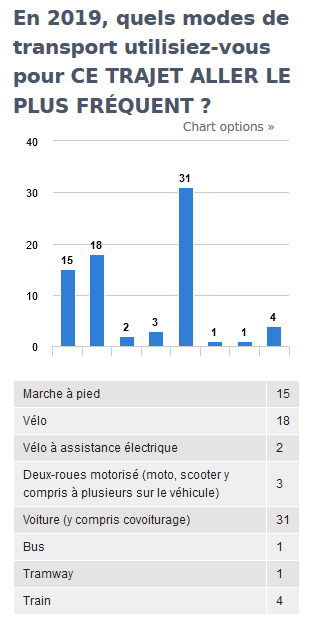 En 2019, quels modes de
transport utilisiez-vous
pour CE TRAJET ALLER LE
PLUS FRÉQUENT ?
Chart options »
40
30
20
10
0
15
18
2
3
31
1
1
4
Marche à pied 15
Vélo 18
Vélo à assistance électrique 2
Deux-roues motorisé (moto, scooter y
compris à plusieurs sur le véhicule) 3
Voiture (y compris covoiturage) 31
Bus 1
Tramway 1
Train 4